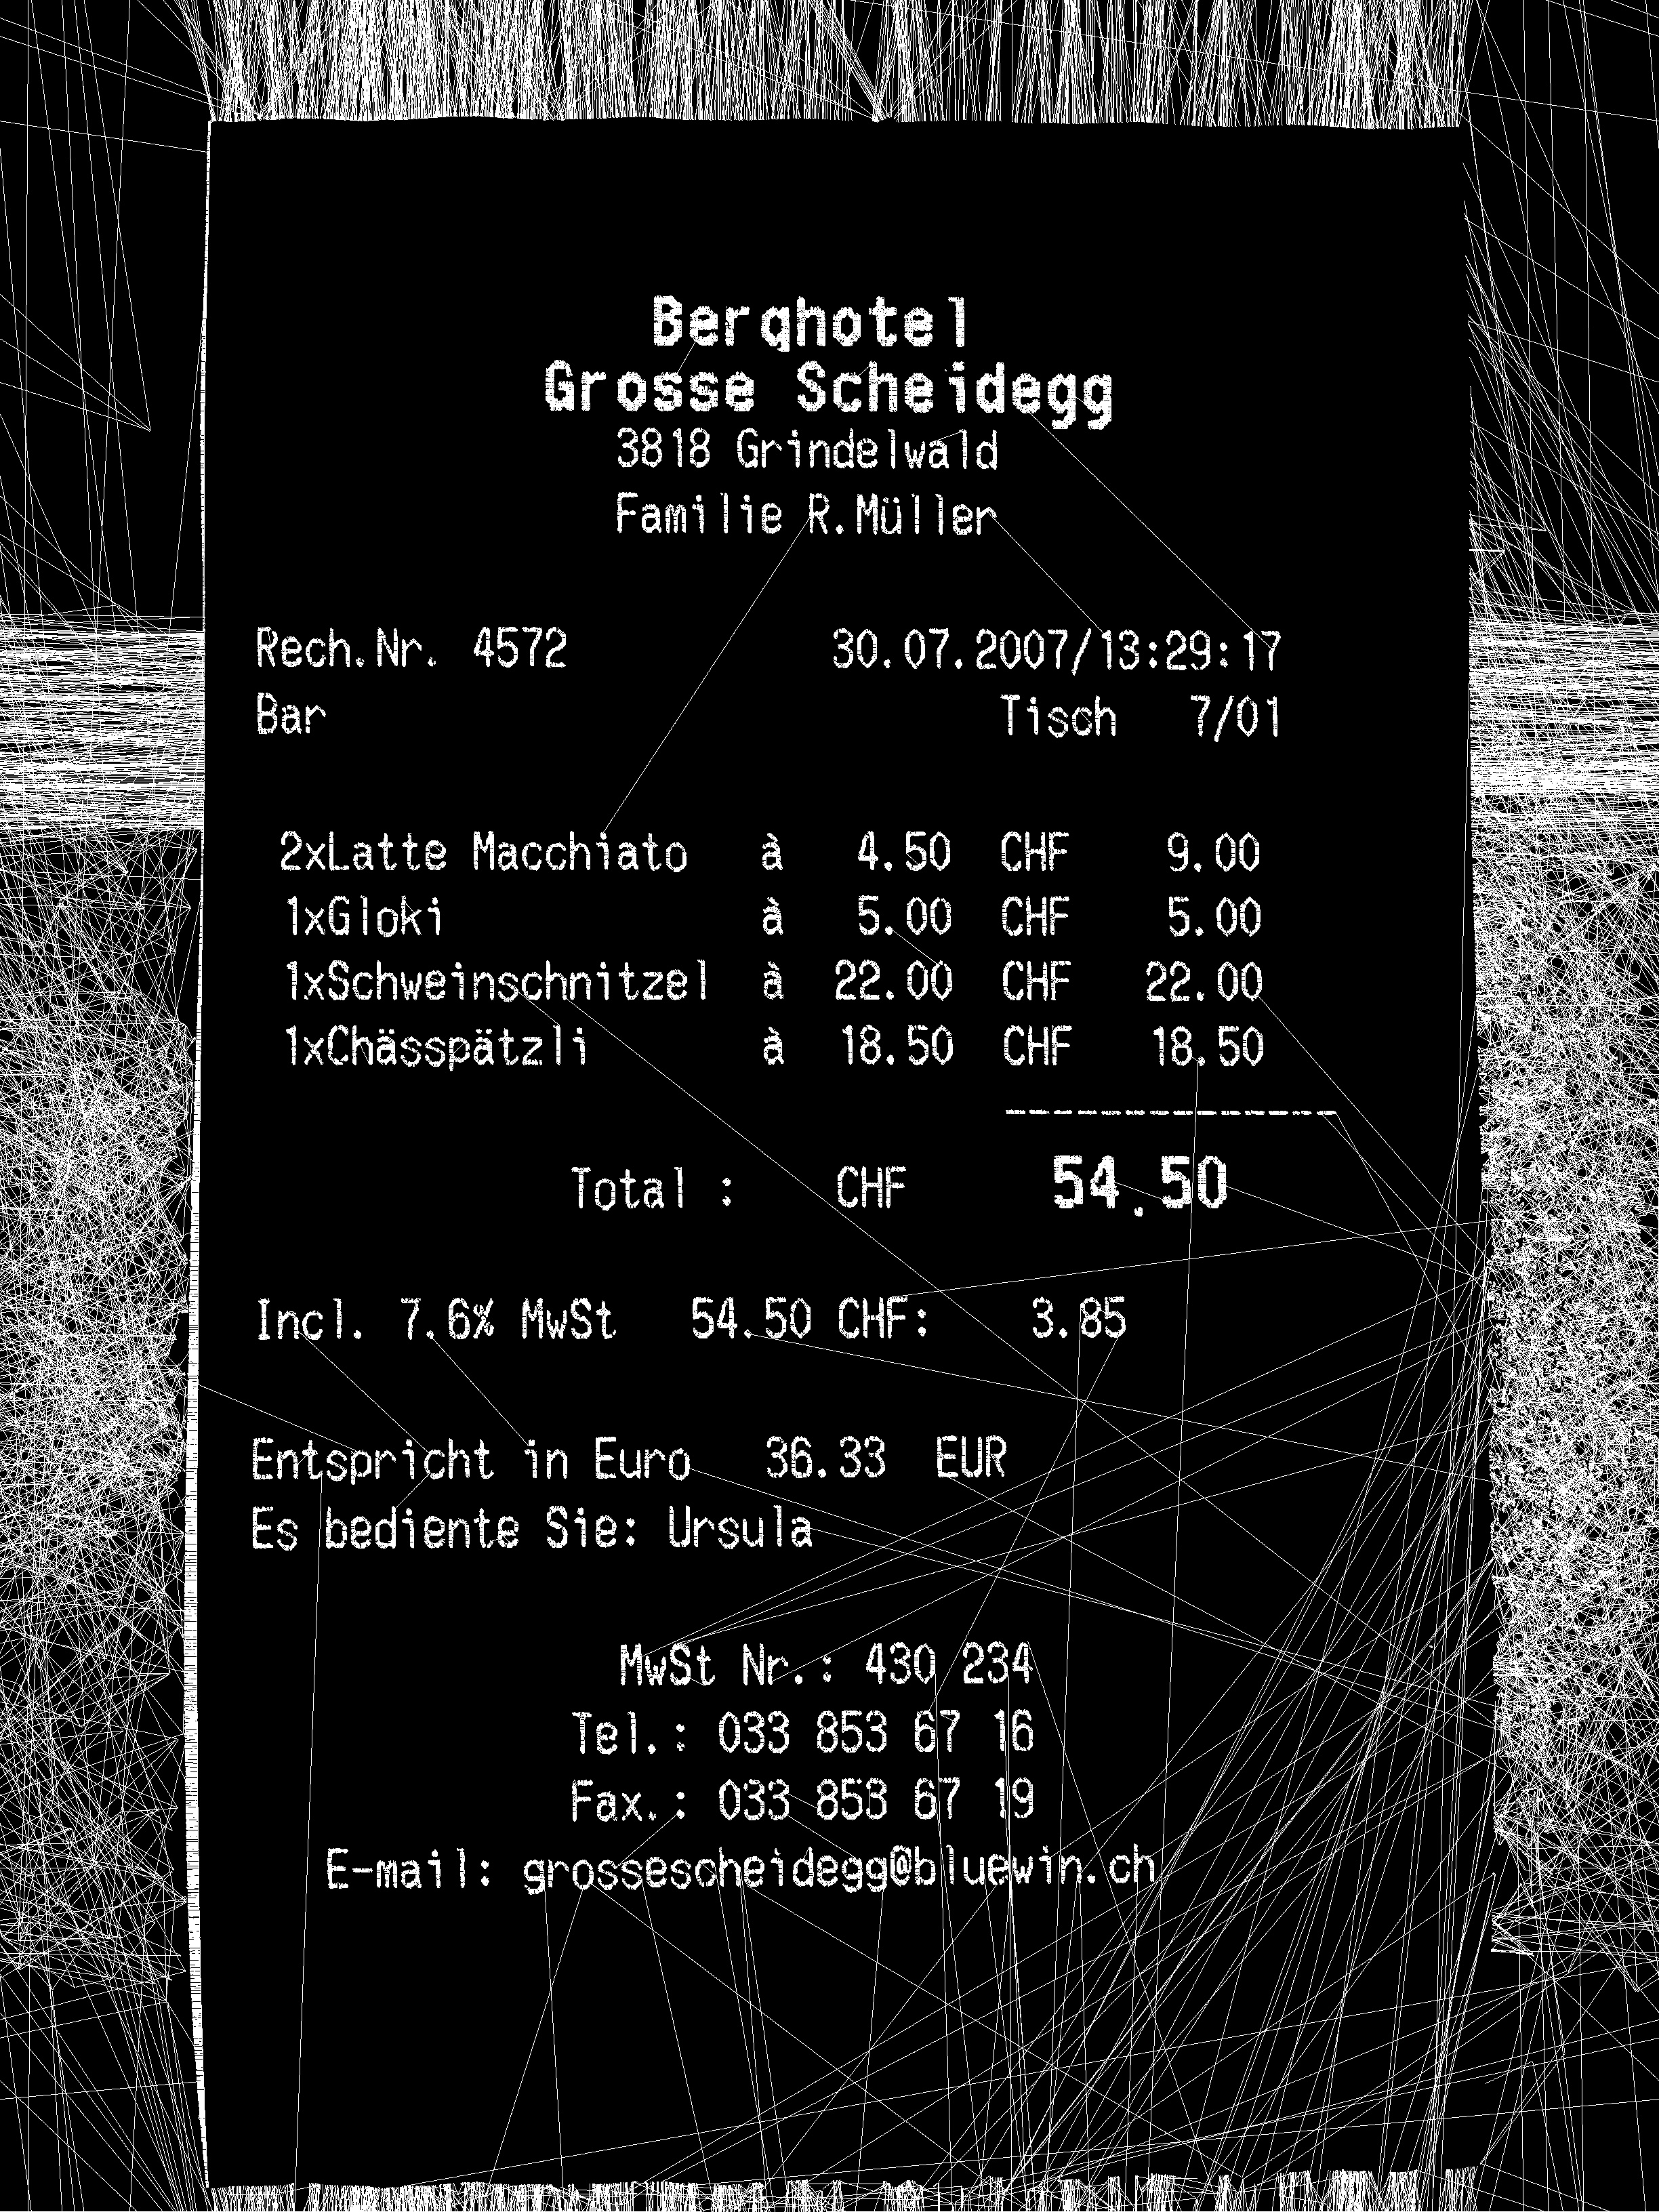 Berghotel
Grosse Scheidegg
3818 Grindelwald
Familie R.Müller
Rech.Nr. 4572 30.07.2007/13:29:17
Bar Tisch 7/01
2xLatte Macchiato à 4.50 CHF 9.00
1xGloki à 5.00 CHF 5.00
1xSchweinschnitzel à 22.00 CHF 22.00
1xChässpätzli à 18.50 CHF 18.50
Total : CHF 54.50
Incl. 7.6% MwSt 54.50 CHF: 3.85
Entspricht in Euro 36.33 EUR
Es bediente Sie: Ursula
MwSt Nr.: 430 234
Tel.: 033 853 67 16
Fax.: 033 853 67 19
E-mail: grossescheidegg@bluewin.ch